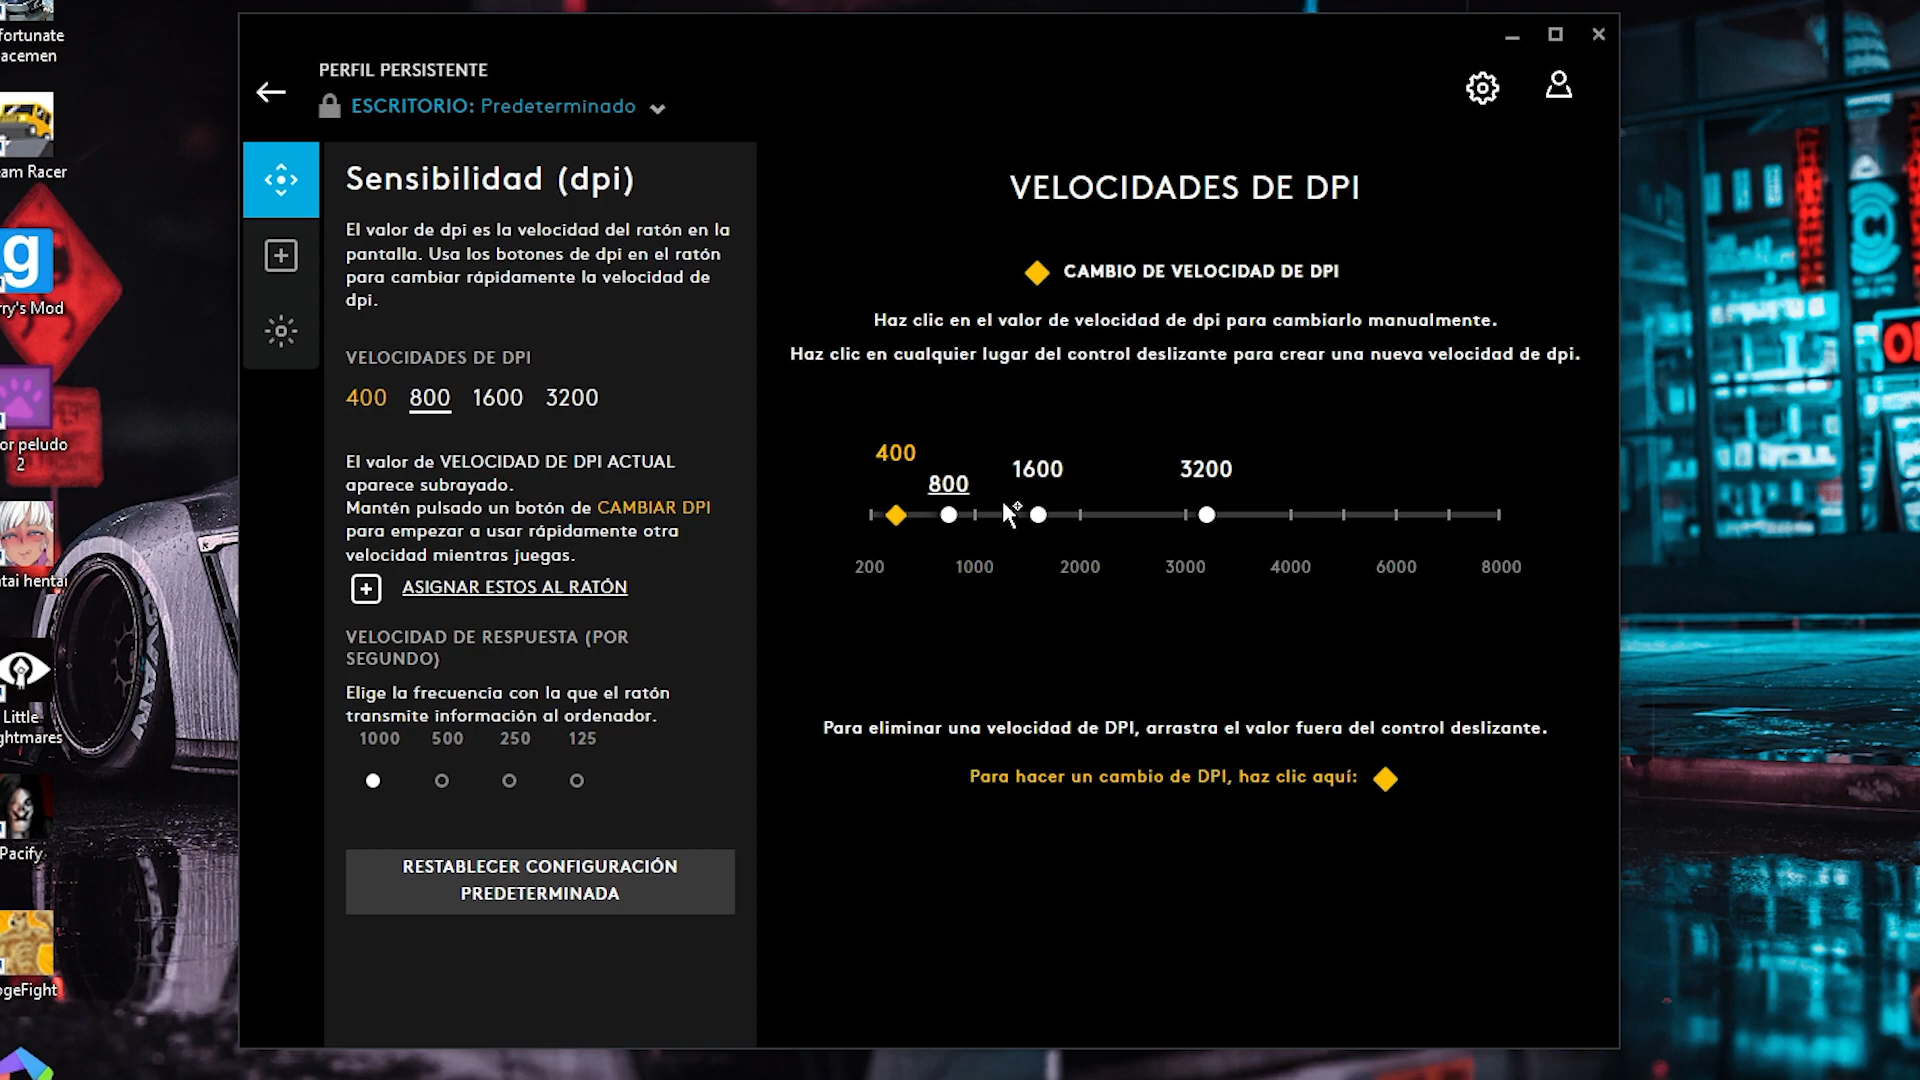 fortunate
acemen
am Racer
rry's Mod
or peludo
2
tai hentai
Little
ghtmares
Pacify
ogeFight
PERFIL PERSISTENTE
ESCRITORIO: Predeterminado
Sensibilidad (dpi)
El valor de dpi es la velocidad del ratón en la
pantalla. Usa los botones de dpi en el ratón
para cambiar rápidamente la velocidad de
dpi.
VELOCIDADES DE DPI
400 800 1600 3200
El valor de VELOCIDAD DE DPI ACTUAL
aparece subrayado.
Mantén pulsado un botón de CAMBIAR DPI
para empezar a usar rápidamente otra
velocidad mientras juegas.
ASIGNAR ESTOS AL RATÓN
VELOCIDAD DE RESPUESTA (POR
SEGUNDO)
Elige la frecuencia con la que el ratón
transmite información al ordenador.
1000 500 250 125
RESTABLECER CONFIGURACIÓN
PREDETERMINADA
VELOCIDADES DE DPI
CAMBIO DE VELOCIDAD DE DPI
Haz clic en el valor de velocidad de dpi para cambiarlo manualmente.
Haz clic en cualquier lugar del control deslizante para crear una nueva velocidad de dpi.
400 800 1600 3200
200 1000 2000 3000 4000 6000 8000
Para eliminar una velocidad de DPI, arrastra el valor fuera del control deslizante.
Para hacer un cambio de DPI, haz clic aquí: